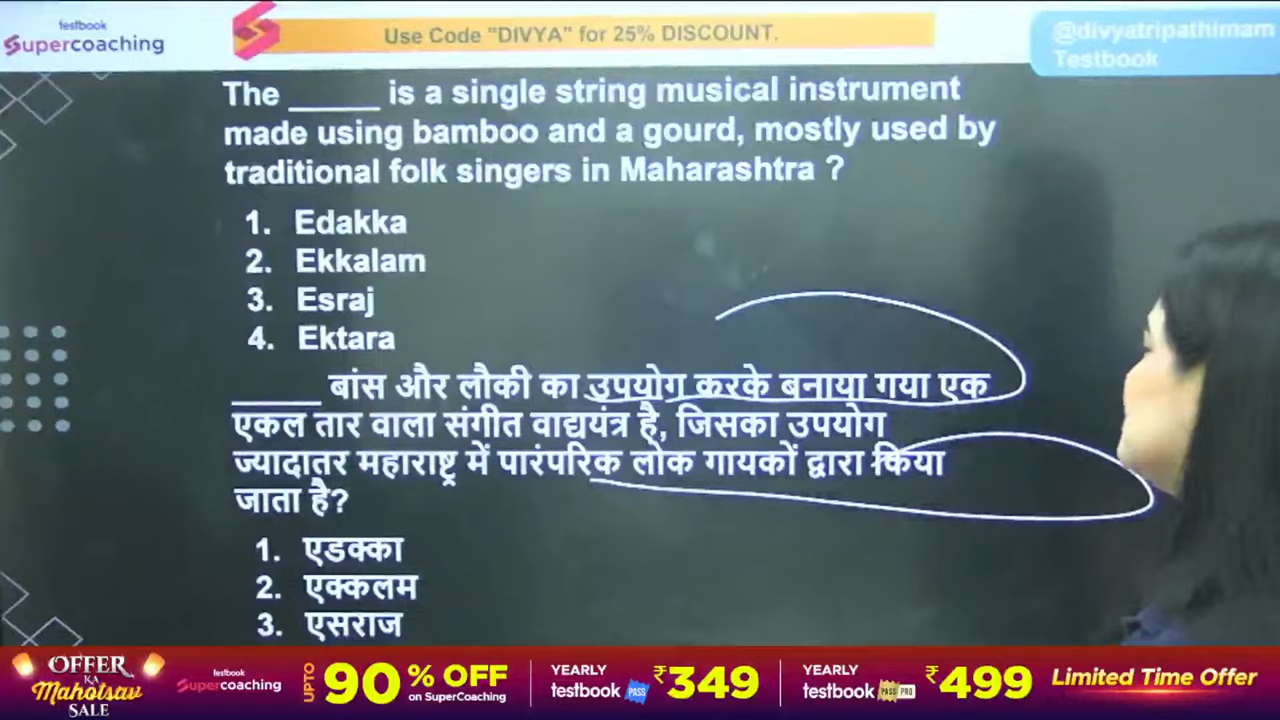 testbook
Supercoaching
Use Code "DIVYA" for 25% DISCOUNT.
@divyatripathimam
Testbook
The _____ is a single string musical instrument
made using bamboo and a gourd, mostly used by
traditional folk singers in Maharashtra ?
1. Edakka
2. Ekkalam
3. Esraj
4. Ektara
_____ बांस और लौकी का उपयोग करके बनाया गया एक
एकल तार वाला संगीत वाद्ययंत्र है, जिसका उपयोग
ज्यादातर महाराष्ट्र में पारंपरिक लोक गायकों द्वारा किया
जाता है?
1. एडक्का
2. एक्कलम
3. एसराज
OFFER
KA
Mahotsav
SALE
testbook
Supercoaching
UPTO
90% OFF
on SuperCoaching
YEARLY
testbook PASS
₹349
YEARLY
testbook PASS PRO
₹499
Limited Time Offer